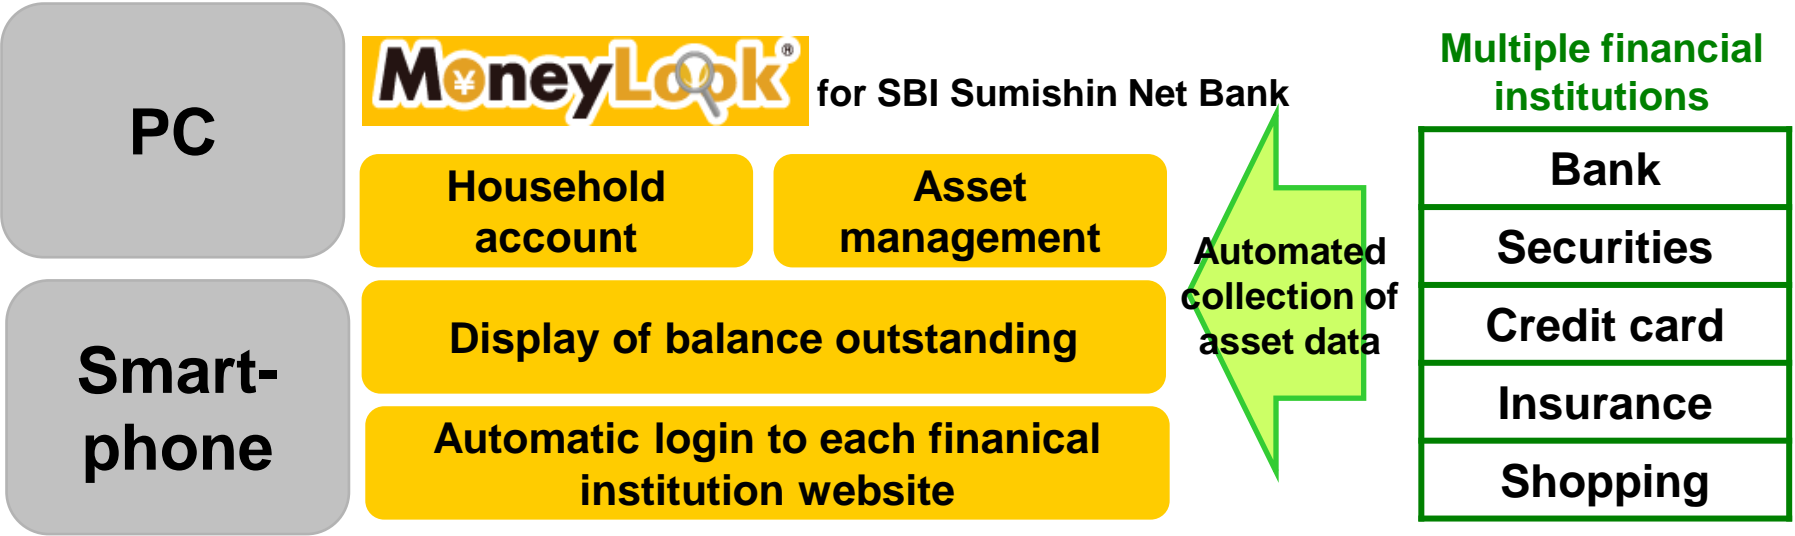 PC
Smart-
phone
MoneyLook® for SBI Sumishin Net Bank
Household
account
Asset
management
Display of balance outstanding
Automatic login to each finanical
institution website
Automated
collection of
asset data
Multiple financial
institutions
Bank
Securities
Credit card
Insurance
Shopping